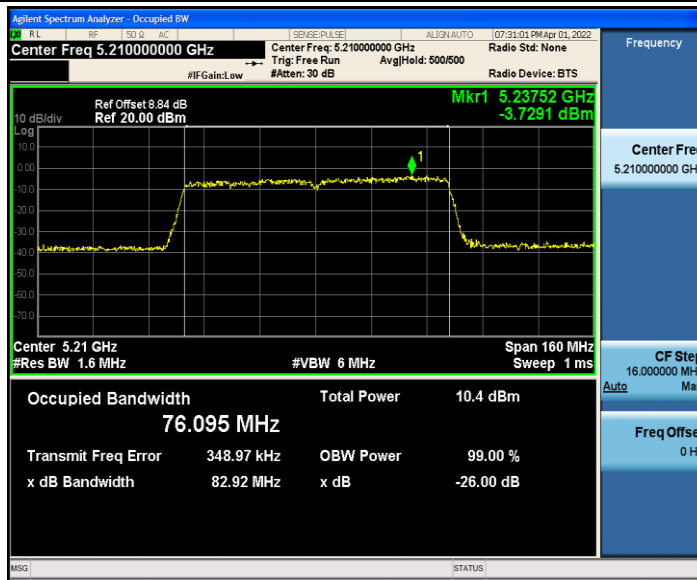 Agilent Spectrum Analyzer - Occupied BW
RL RF 50 Ω AC SENSE:PULSE ALIGN AUTO 07:31:01 PM Apr 01, 2022
Center Freq 5.210000000 GHz
Center Freq: 5.210000000 GHz
Radio Std: None
Trig: Free Run Avg|Hold: 500/500
#IFGain:Low #Atten: 30 dB Radio Device: BTS
Frequency
Ref Offset 8.84 dB
10 dB/div Ref 20.00 dBm
Mkr1 5.23752 GHz
-3.7291 dBm
Log
10.0
0.00
-10.0
-20.0
-30.0
-40.0
-50.0
-60.0
-70.0
1
Center 5.21 GHz Span 160 MHz
#Res BW 1.6 MHz #VBW 6 MHz Sweep 1 ms
Occupied Bandwidth Total Power 10.4 dBm
76.095 MHz
Transmit Freq Error 348.97 kHz OBW Power 99.00 %
x dB Bandwidth 82.92 MHz x dB -26.00 dB
Center Fre
5.210000000 GH
CF Step
16.000000 MH
Auto Ma
Freq Offse
0 H
MSG STATUS